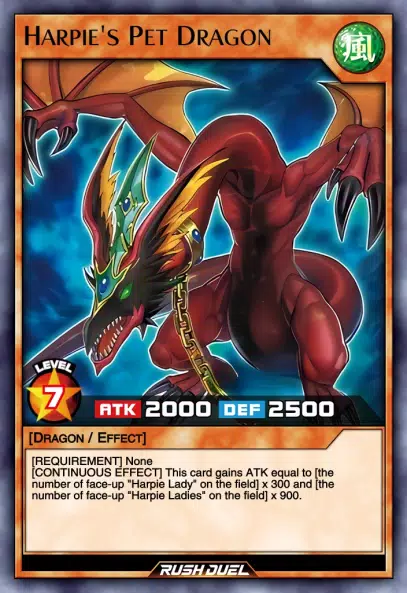 Harpie's Pet Dragon
風
LEVEL
7
ATK 2000 DEF 2500
[Dragon / Effect]
[REQUIREMENT] None
[CONTINUOUS EFFECT] This card gains ATK equal to [the
number of face-up "Harpie Lady" on the field] x 300 and [the
number of face-up "Harpie Ladies" on the field] x 900.
RUSH DUEL